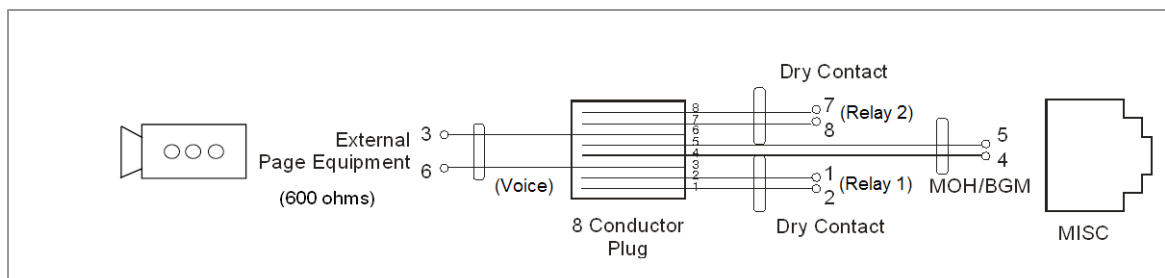 Dry Contact
8
7
7
(Relay 2)
8
External
Page Equipment
(600 ohms)
3
6
(Voice)
6
5
4
3
2
1
5
4
MOH/BGM
1
(Relay 1)
2
Dry Contact
8 Conductor
Plug
MISC